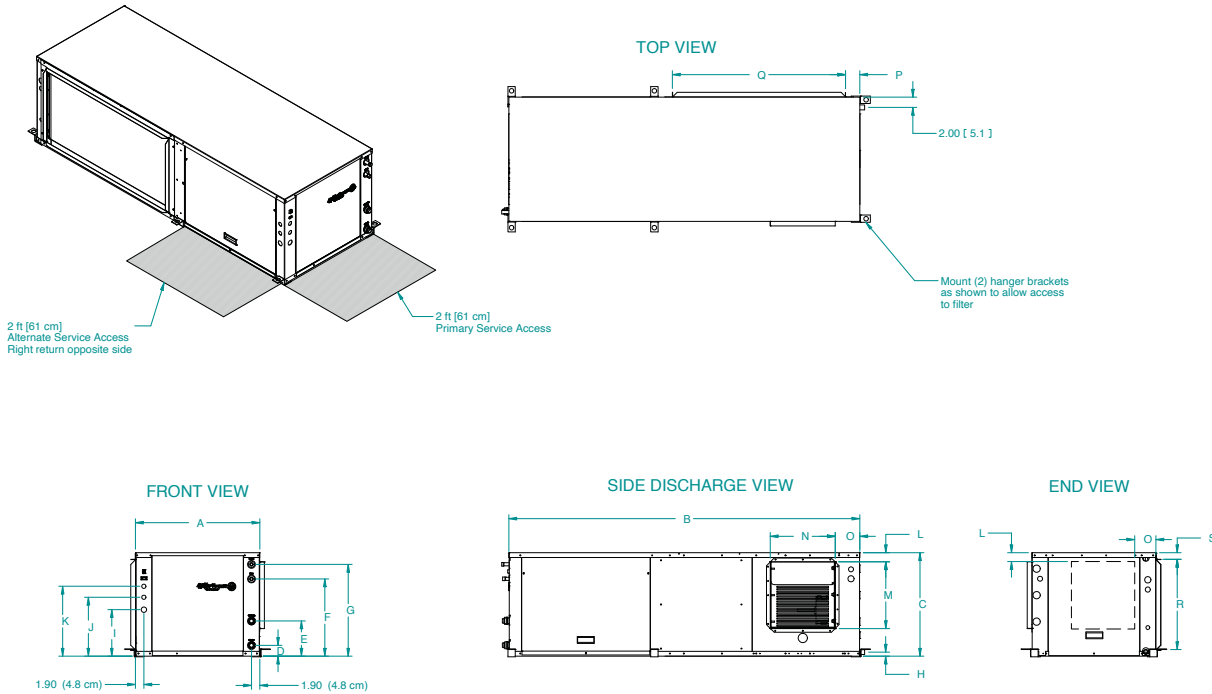 TOP VIEW
Q
P
2.00 [ 5.1 ]
Mount (2) hanger brackets
as shown to allow access
to filter
2 ft [61 cm]
Alternate Service Access
Right return opposite side
2 ft [61 cm]
Primary Service Access
FRONT VIEW
A
K
J
I
D
E
F
G
1.90 (4.8 cm)
1.90 (4.8 cm)
SIDE DISCHARGE VIEW
B
N
O
L
M
C
H
END VIEW
L
O
S
R